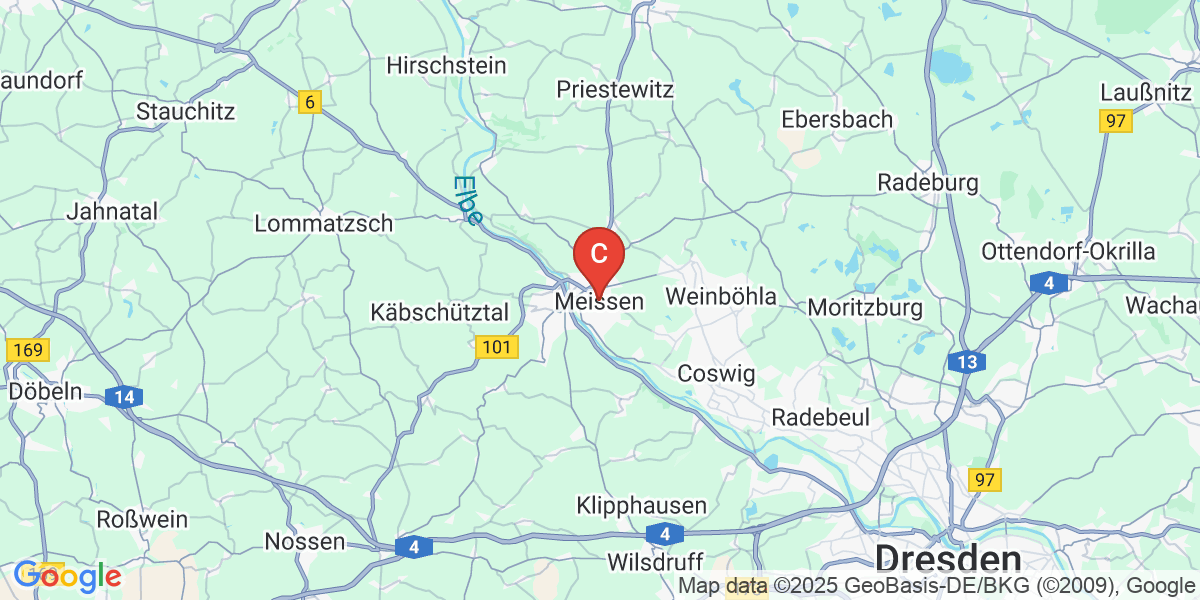 Hirschstein
Priestewitz
aundorf
Stauchitz
6
Laußnitz
97
Ebersbach
Radeburg
Elbe
Jahnatal
Lommatzsch
C
Ottendorf-Okrilla
4
Meissen
Weinböhla
Moritzburg
Wachau
Käbschütztal
101
169
13
Döbeln
14
Coswig
Radebeul
97
Klipphausen
Roßwein
Nossen
4
4
Wilsdruff
Dresden
Google
Map data ©2025 GeoBasis-DE/BKG (©2009), Google